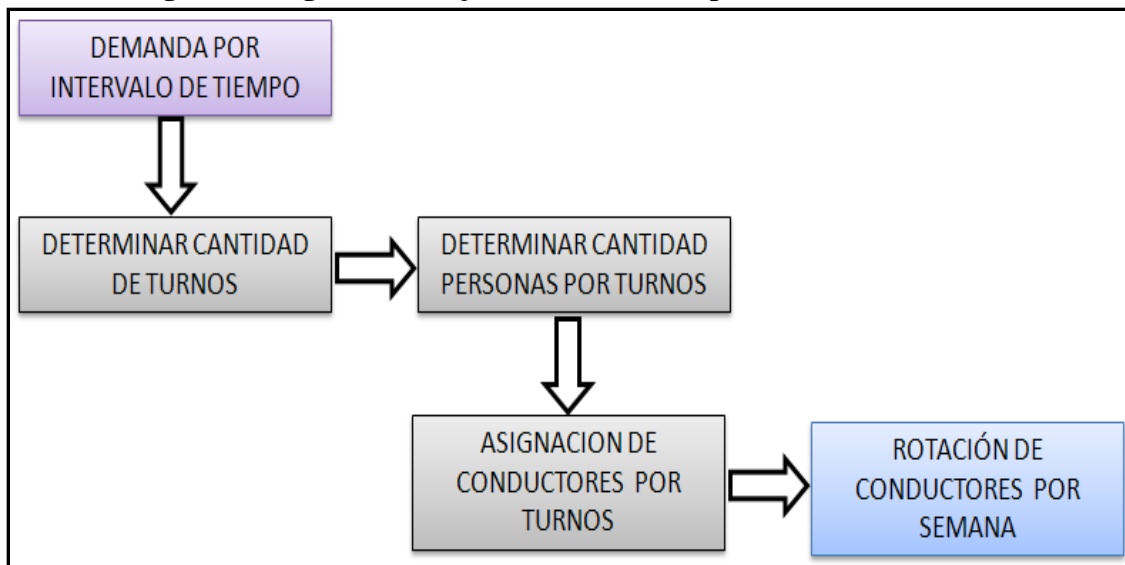 DEMANDA POR
INTERVALO DE TIEMPO
DETERMINAR CANTIDAD
DE TURNOS
DETERMINAR CANTIDAD
PERSONAS POR TURNOS
ASIGNACION DE
CONDUCTORES POR
TURNOS
ROTACIÓN DE
CONDUCTORES POR
SEMANA